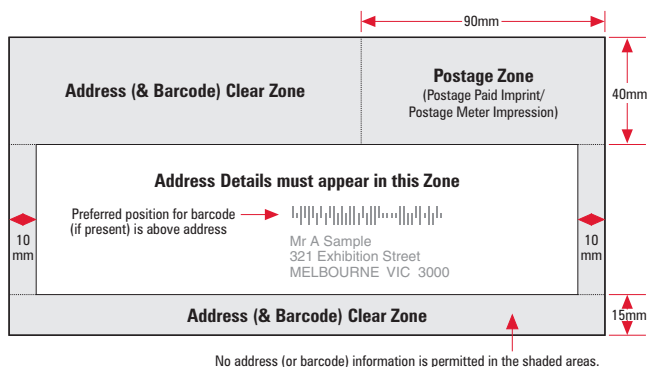 90mm
Address (& Barcode) Clear Zone
Postage Zone
(Postage Paid Imprint/
Postage Meter Impression)
40mm
Address Details must appear in this Zone
Preferred position for barcode
(if present) is above address
Mr A Sample
321 Exhibition Street
MELBOURNE VIC 3000
10
mm
10
mm
Address (& Barcode) Clear Zone
15mm
No address (or barcode) information is permitted in the shaded areas.